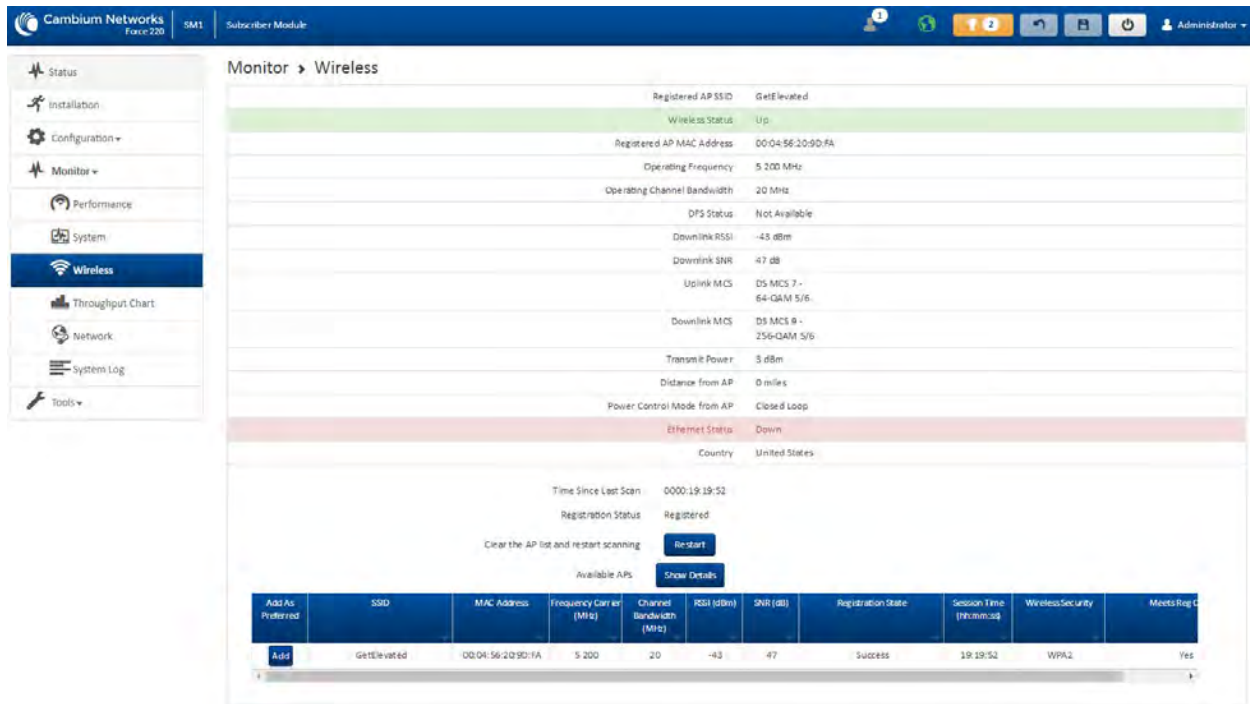 Cambium Networks
Force 220
SM1
Subscriber Module
1
2
Administrator
Status
Installation
Configuration
Monitor
Performance
System
Wireless
Throughput Chart
Network
System Log
Tools
Monitor > Wireless
Registered AP SSID GetElevated
Wireless Status Up
Registered AP MAC Address 00:04:56:20:9D:FA
Operating Frequency 5 200 MHz
Operating Channel Bandwidth 20 MHz
DFS Status Not Available
Downlink RSSI -43 dBm
Downlink SNR 47 dB
Uplink MCS DS MCS 7 -
64-QAM 5/6
Downlink MCS DS MCS 9 -
256-QAM 5/6
Transmit Power dBm
Distance from AP 0 miles
Power Control Mode from AP Closed Loop
Ethernet Status Down
Country United States
Time Since Last Scan 0000:19:19:52
Registration Status Registered
Clear the AP list and restart scanning Restart
Available APs Show Details
Add As Preferred SSID MAC Address Frequency Carrier (MHz) Channel Bandwidth (MHz) RSSI (dBm) SNR (dB) Registration State Session Time (hh:mm:ss) Wireless Security Meets Reg C
Add GetElevated 00:04:56:20:9D:FA 5 200 20 -43 47 Success 19:19:52 WPA2 Yes